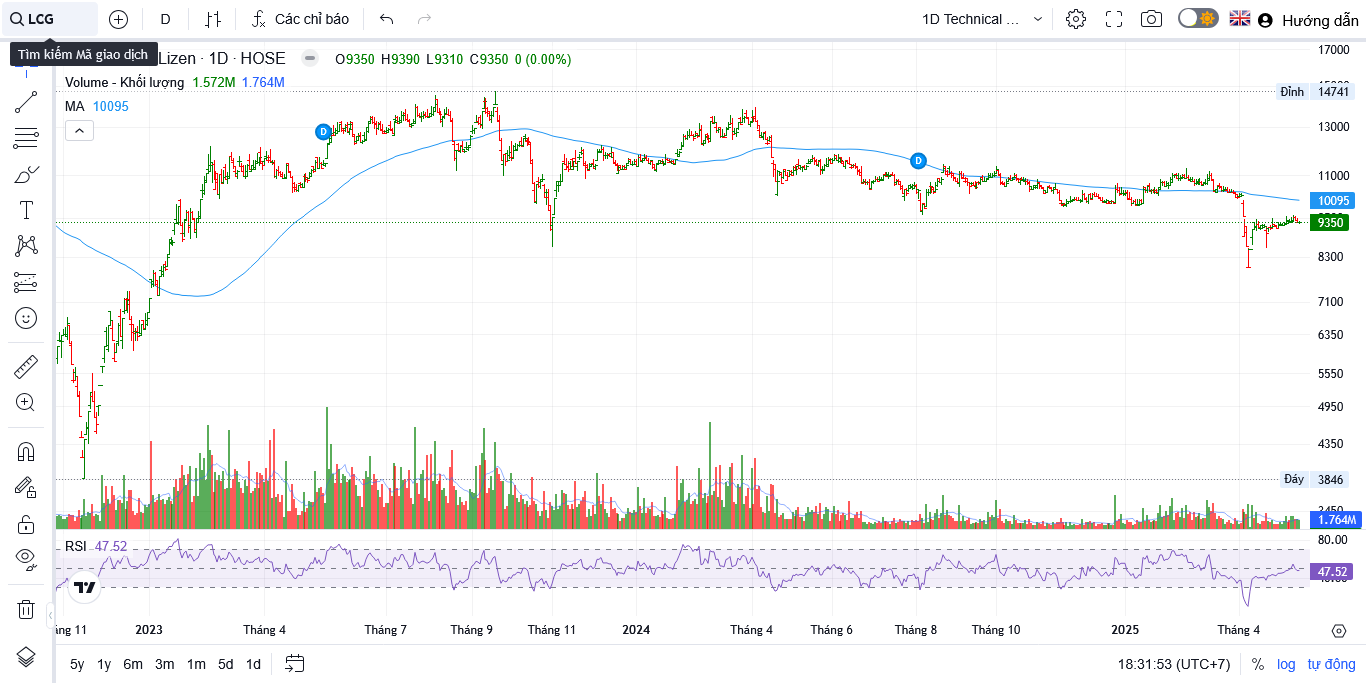 LCG
D
Các chỉ báo
1D Technical ...
Hướng dẫn
Tìm kiếm Mã giao dịch
Lizen · 1D · HOSE
O9350 H9390 L9310 C9350 0 (0.00%)
Volume - Khối lượng 1.572M 1.764M
MA 10095
17000
Đỉnh 14741
D
13000
D
11000
10095
9350
8300
7100
6350
5550
4950
4350
Đáy 3846
1.764M
80.00
RSI 47.52
47.52
áng 11
2023
Tháng 4
Tháng 7
Tháng 9
Tháng 11
2024
Tháng 4
Tháng 6
Tháng 8
Tháng 10
2025
Tháng 4
5y 1y 6m 3m 1m 5d 1d
18:31:53 (UTC+7)
% log tự động